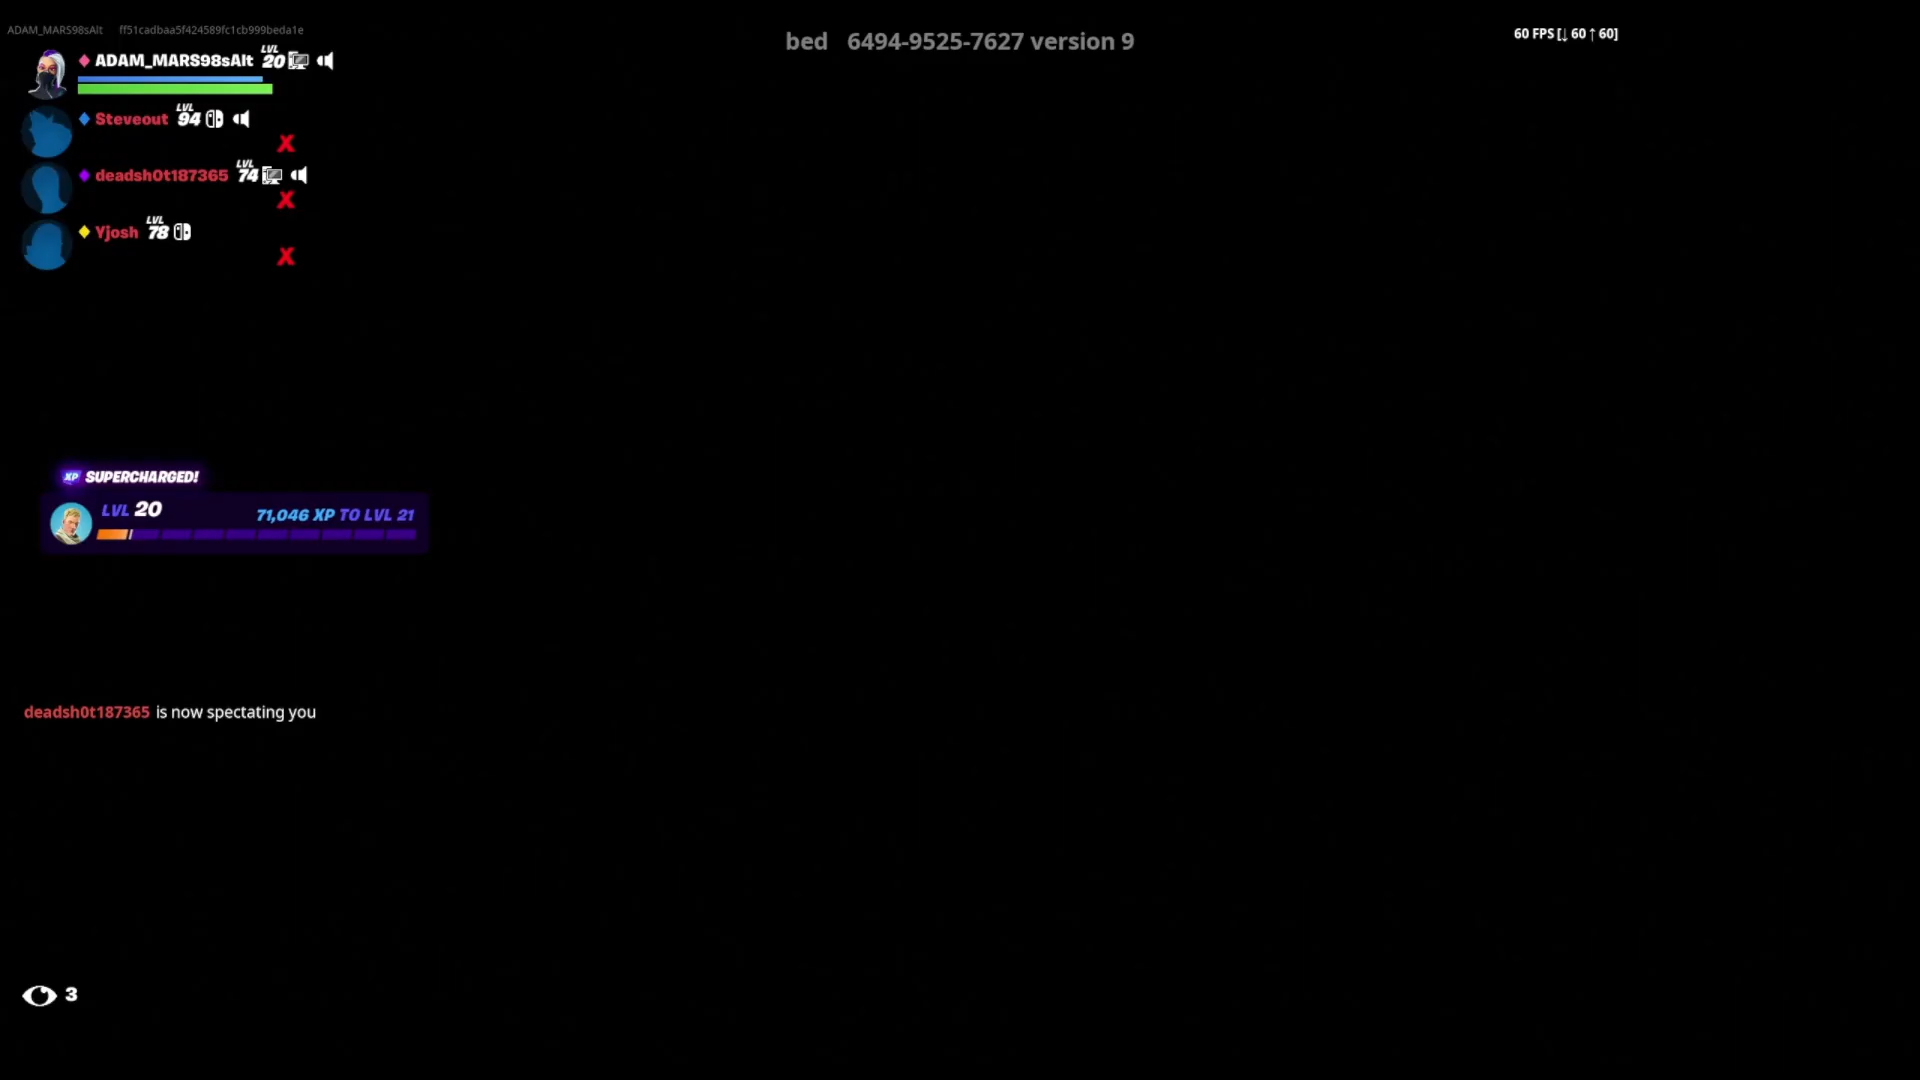 ADAM_MARS98sAlt ff51cadbaa5f424589fc1cb999beda1e
bed 6494-9525-7627 version 9
60 FPS [↓ 60 ↑ 60]
ADAM_MARS98sAlt LVL 20
Steveout LVL 94
X
deadsh0t187365 LVL 74
X
Yjosh LVL 78
X
XP SUPERCHARGED!
LVL 20 71,046 XP TO LVL 21
deadsh0t187365 is now spectating you
3